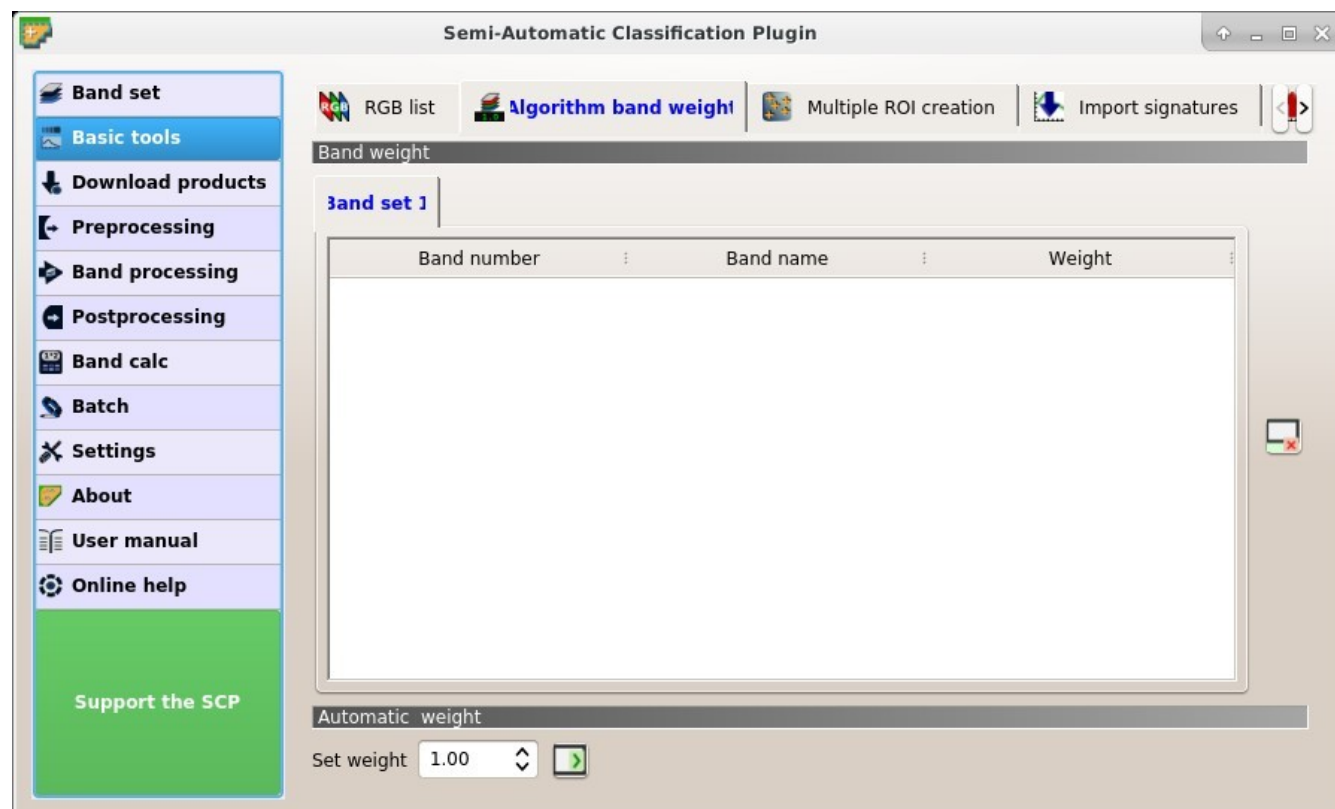 Semi-Automatic Classification Plugin
Band set
Basic tools
Download products
Preprocessing
Band processing
Postprocessing
Band calc
Batch
Settings
About
User manual
Online help
Support the SCP
RGB list
Algorithm band weight
Multiple ROI creation
Import signatures
Band weight
Band set 1
Band number
Band name
Weight
Automatic weight
Set weight 1.00